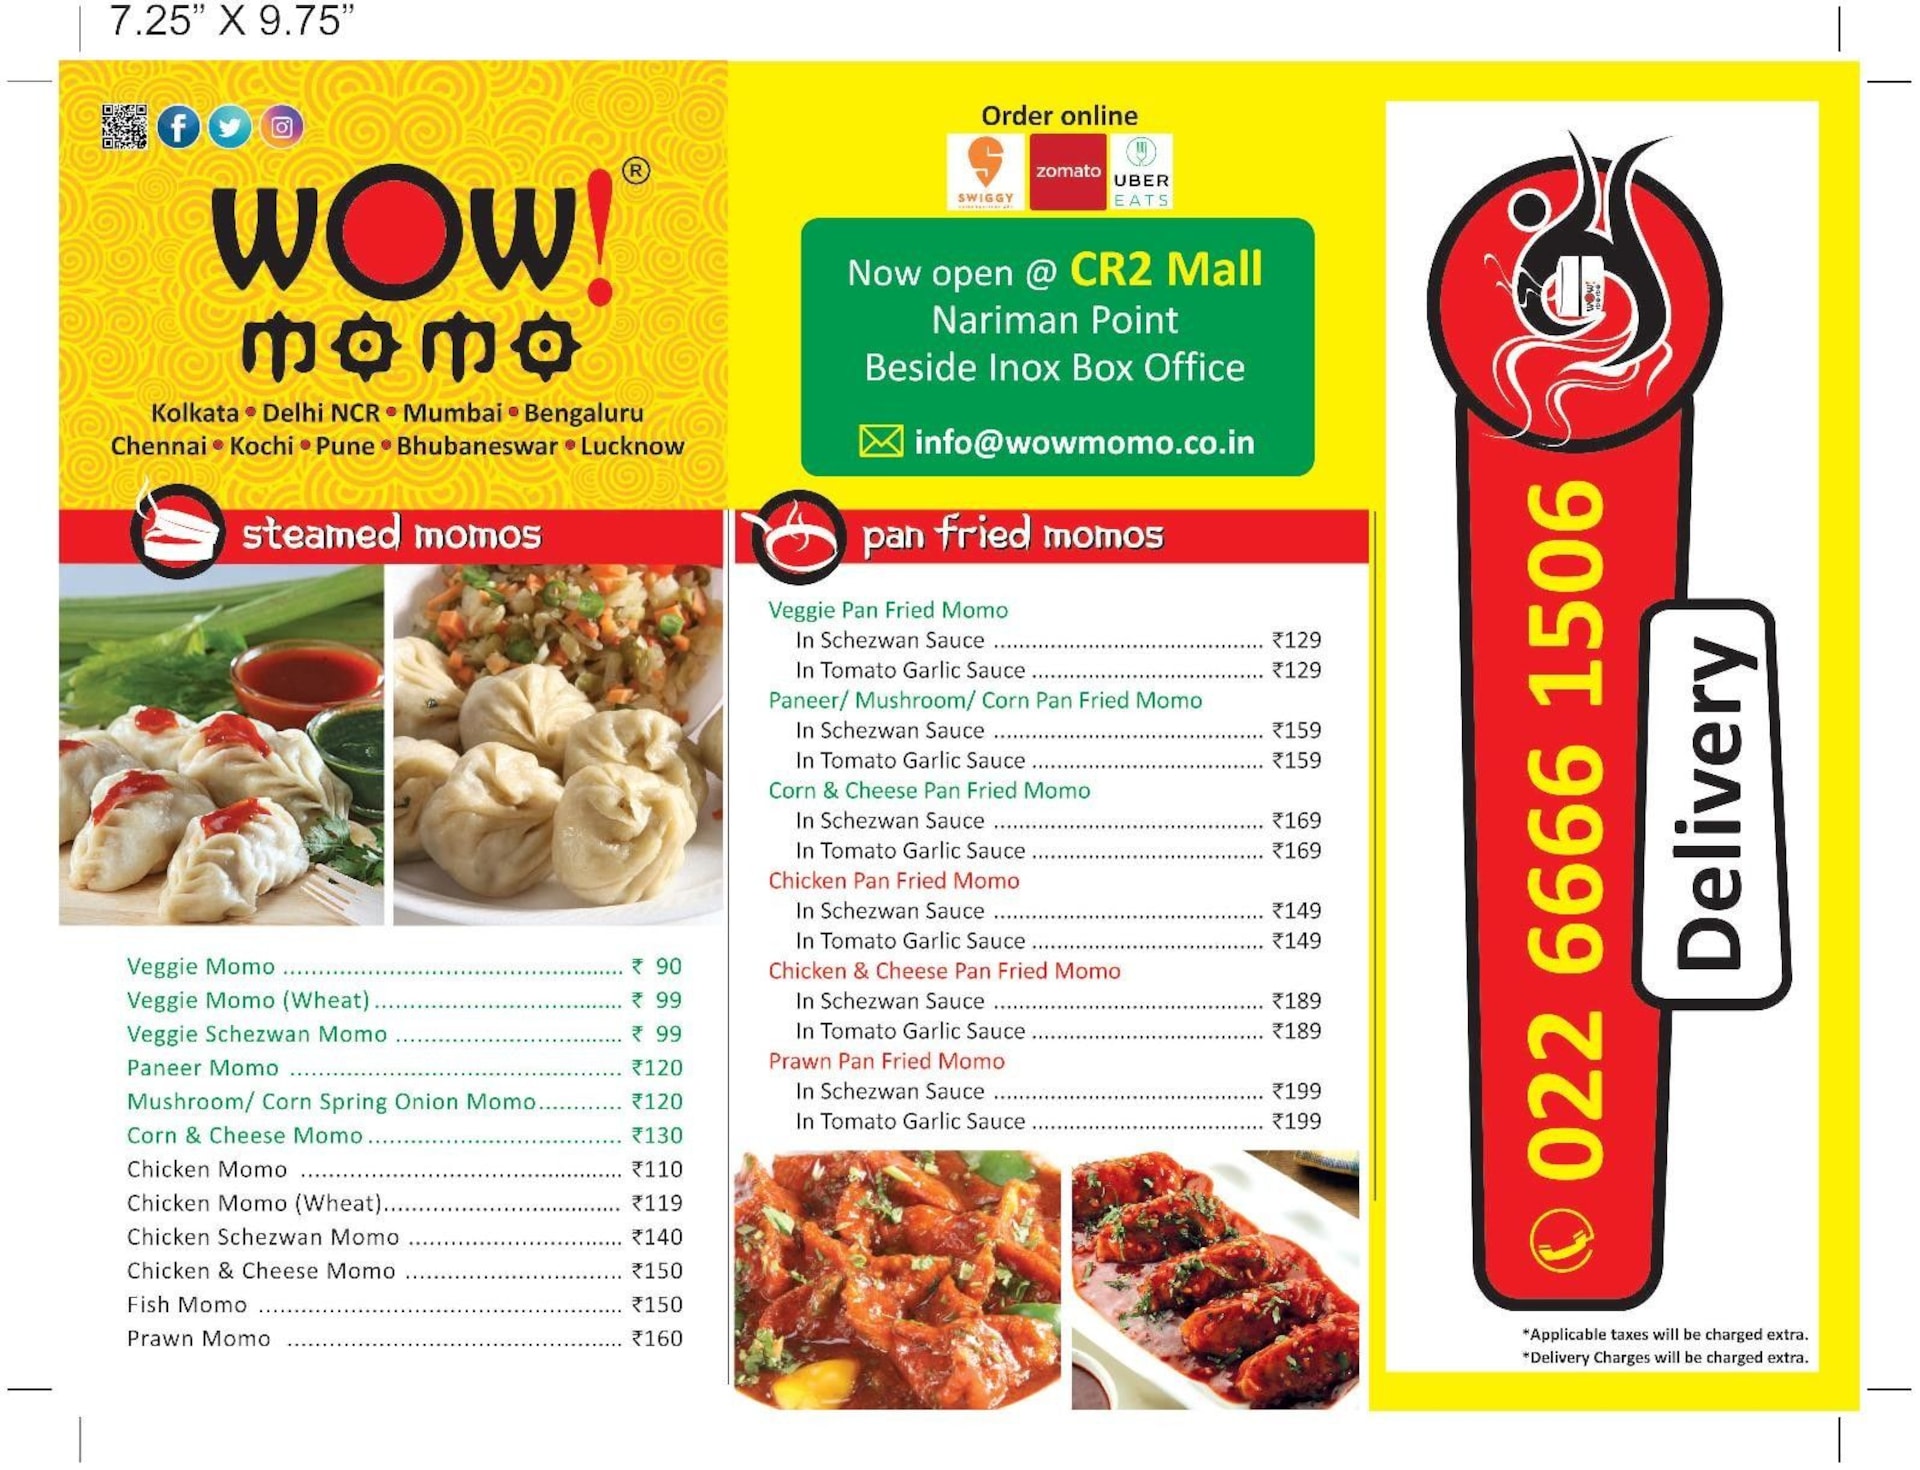 7.25” X 9.75”
WOW! ®
momo
Kolkata • Delhi NCR • Mumbai • Bengaluru
Chennai • Kochi • Pune • Bhubaneswar • Lucknow
Order online
SWIGGY
zomato
UBER
EATS
Now open @ CR2 Mall
Nariman Point
Beside Inox Box Office
info@wowmomo.co.in
steamed momos
Veggie Momo ................................................ ₹ 90
Veggie Momo (Wheat) ................................... ₹ 99
Veggie Schezwan Momo ................................ ₹ 99
Paneer Momo ............................................... ₹120
Mushroom/ Corn Spring Onion Momo............ ₹120
Corn & Cheese Momo .................................... ₹130
Chicken Momo .............................................. ₹110
Chicken Momo (Wheat).................................. ₹119
Chicken Schezwan Momo .............................. ₹140
Chicken & Cheese Momo ............................... ₹150
Fish Momo .................................................... ₹150
Prawn Momo ................................................ ₹160
pan fried momos
Veggie Pan Fried Momo
In Schezwan Sauce .......................................... ₹129
In Tomato Garlic Sauce .................................... ₹129
Paneer/ Mushroom/ Corn Pan Fried Momo
In Schezwan Sauce .......................................... ₹159
In Tomato Garlic Sauce .................................... ₹159
Corn & Cheese Pan Fried Momo
In Schezwan Sauce .......................................... ₹169
In Tomato Garlic Sauce .................................... ₹169
Chicken Pan Fried Momo
In Schezwan Sauce .......................................... ₹149
In Tomato Garlic Sauce .................................... ₹149
Chicken & Cheese Pan Fried Momo
In Schezwan Sauce .......................................... ₹189
In Tomato Garlic Sauce .................................... ₹189
Prawn Pan Fried Momo
In Schezwan Sauce .......................................... ₹199
In Tomato Garlic Sauce .................................... ₹199
WOW!
momo
022 6666 1506
Delivery
*Applicable taxes will be charged extra.
*Delivery Charges will be charged extra.